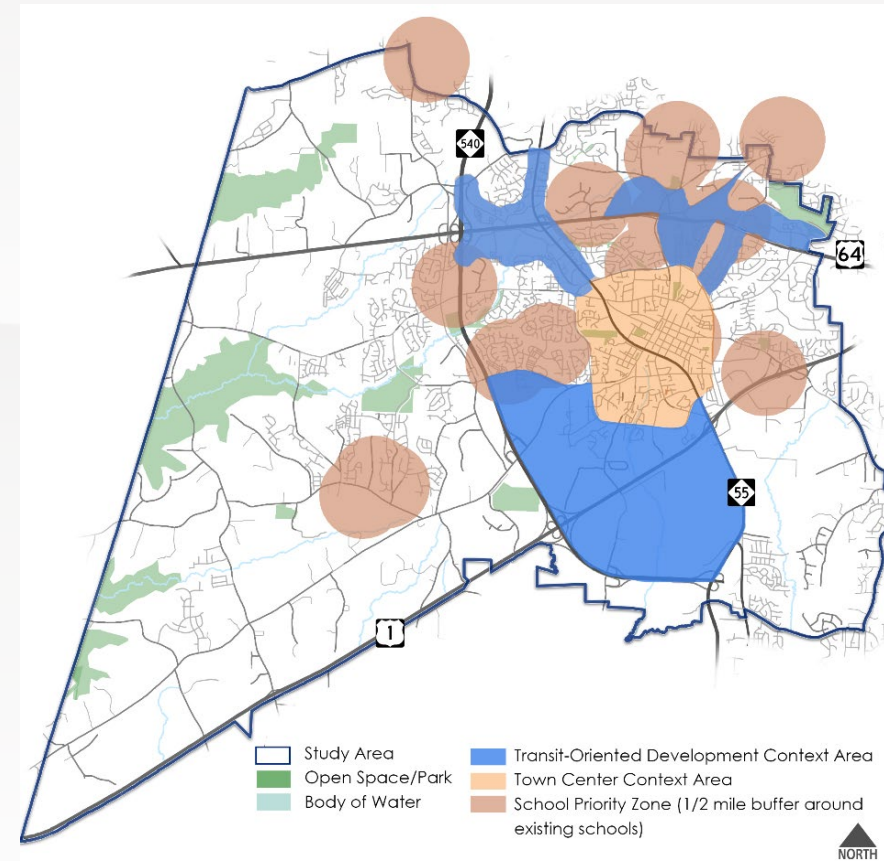 540
64
55
1
Study Area
Open Space/Park
Body of Water
Transit-Oriented Development Context Area
Town Center Context Area
School Priority Zone (1/2 mile buffer around
existing schools)
NORTH